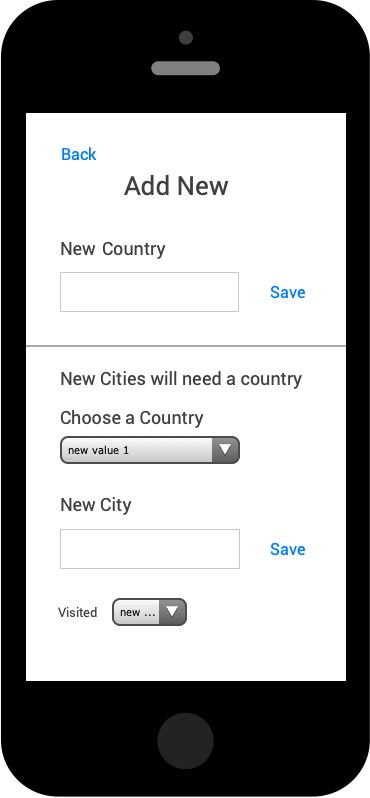 Back
Add New
New Country
Save
New Cities will need a country
Choose a Country
new value 1
New City
Save
Visited new ...